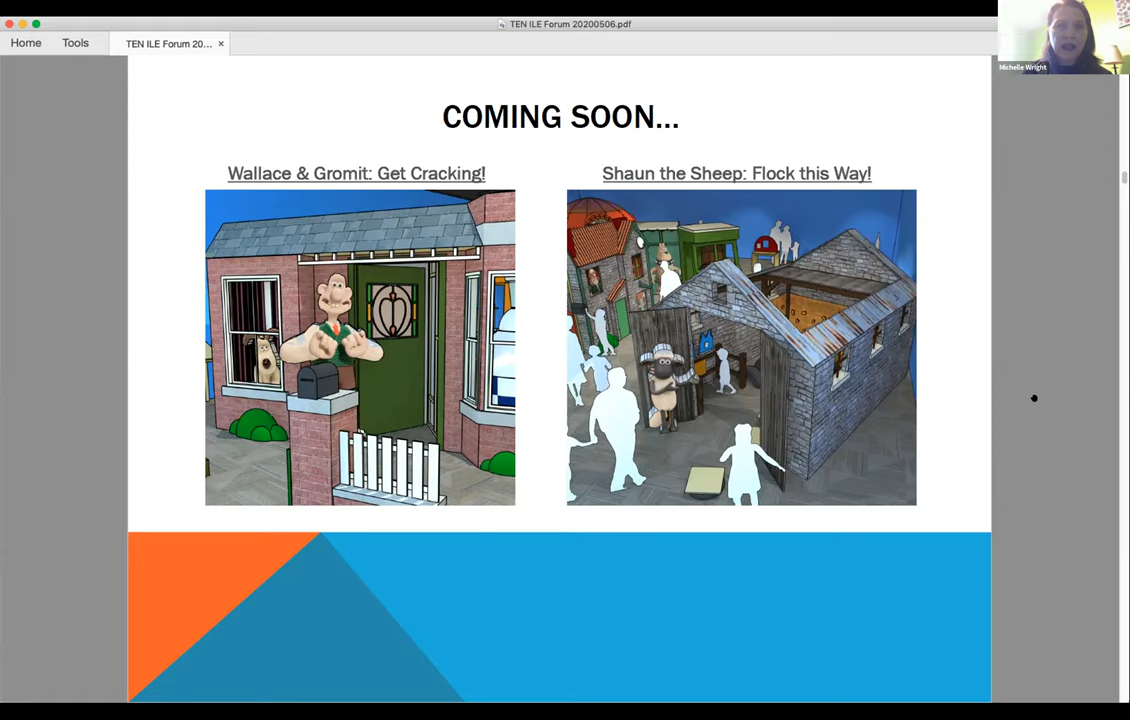 TEN ILE Forum 20200506.pdf
Home
Tools
TEN ILE Forum 20... ×
Michelle Wright
COMING SOON...
Wallace & Gromit: Get Cracking!
Shaun the Sheep: Flock this Way!